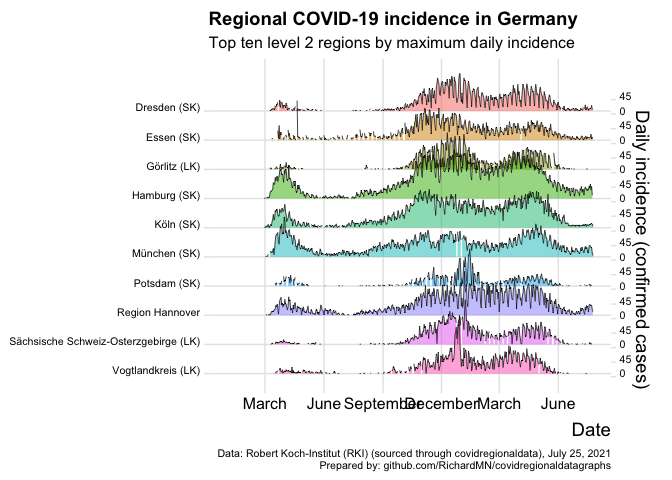 Regional COVID-19 incidence in Germany
Top ten level 2 regions by maximum daily incidence
Dresden (SK)
45
0
Essen (SK)
45
0
Görlitz (LK)
45
0
Hamburg (SK)
45
0
Köln (SK)
45
0
München (SK)
45
0
Potsdam (SK)
45
0
Region Hannover
45
0
Sächsische Schweiz-Osterzgebirge (LK)
45
0
Vogtlandkreis (LK)
45
0
Daily incidence (confirmed cases)
March June September December March June
Date
Data: Robert Koch-Institut (RKI) (sourced through covidregionaldata), July 25, 2021
Prepared by: github.com/RichardMN/covidregionaldatagraphs